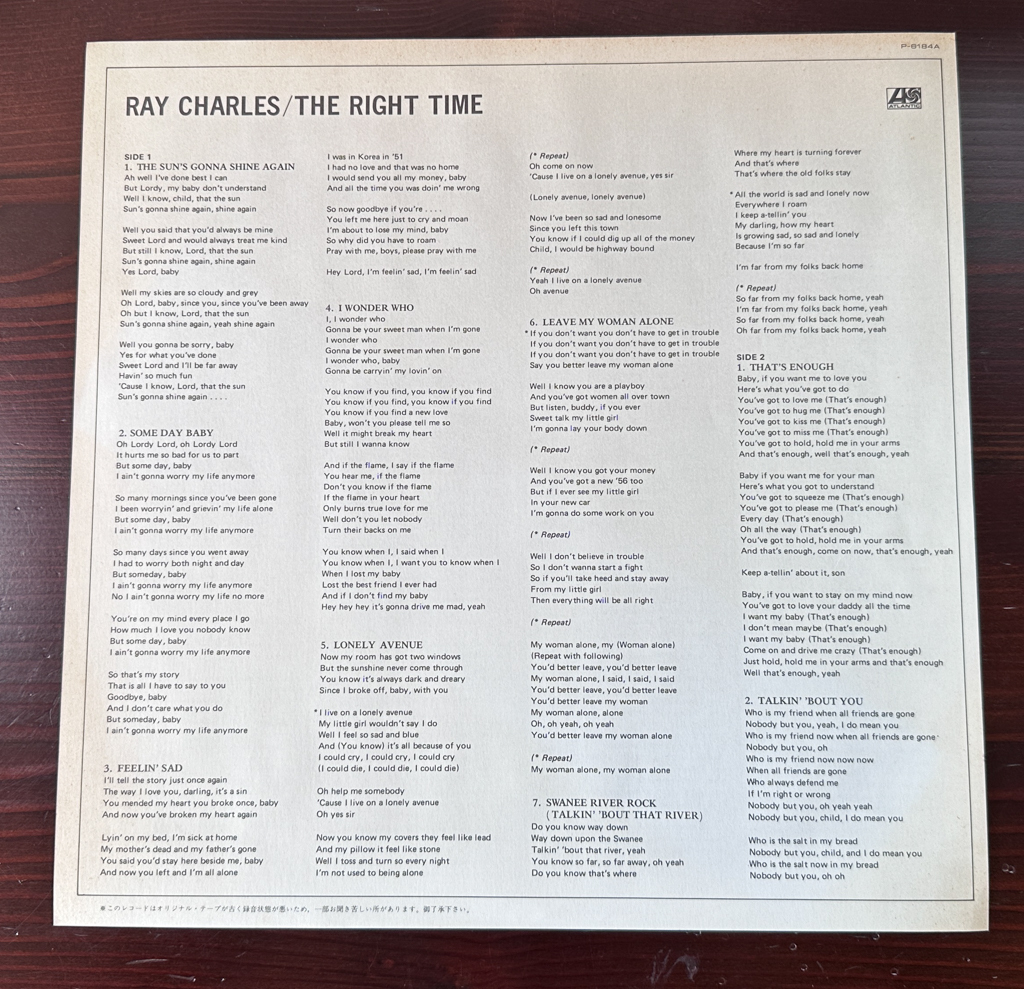 P-6184A
RAY CHARLES/THE RIGHT TIME
ATLANTIC
SIDE 1
1. THE SUN'S GONNA SHINE AGAIN
Ah well I've done best I can
But Lordy, my baby don't understand
Well I know, child, that the sun
Sun's gonna shine again, shine again
Well you said that you'd always be mine
Sweet Lord and would always treat me kind
But still I know, Lord, that the sun
Sun's gonna shine again, shine again
Yes Lord, baby
Well my skies are so cloudy and grey
Oh Lord, baby, since you, since you've been away
Oh but I know, Lord, that the sun
Sun's gonna shine again, yeah shine again
Well you gonna be sorry, baby
Yes for what you've done
Sweet Lord and I'll be far away
Havin' so much fun
'Cause I know, Lord, that the sun
Sun's gonna shine again . . . .
2. SOME DAY BABY
Oh Lordy Lord, oh Lordy Lord
It hurts me so bad for us to part
But some day, baby
I ain't gonna worry my life anymore
So many mornings since you've been gone
I been worryin' and grievin' my life alone
But some day, baby
I ain't gonna worry my life anymore
So many days since you went away
I had to worry both night and day
But someday, baby
I ain't gonna worry my life anymore
No I ain't gonna worry my life no more
You're on my mind every place I go
How much I love you nobody know
But some day, baby
I ain't gonna worry my life anymore
So that's my story
That is all I have to say to you
Goodbye, baby
And I don't care what you do
But someday, baby
I ain't gonna worry my life anymore
3. FEELIN' SAD
I'll tell the story just once again
The way I love you, darling, it's a sin
You mended my heart you broke once, baby
And now you've broken my heart again
Lyin' on my bed, I'm sick at home
My mother's dead and my father's gone
You said you'd stay here beside me, baby
And now you left and I'm all alone
I was in Korea in '51
I had no love and that was no home
I would send you all my money, baby
And all the time you was doin' me wrong
So now goodbye if you're . . . .
You left me here just to cry and moan
I'm about to lose my mind, baby
So why did you have to roam
Pray with me, boys, please pray with me
Hey Lord, I'm feelin' sad, I'm feelin' sad
4. I WONDER WHO
I, I wonder who
Gonna be your sweet man when I'm gone
I wonder who
Gonna be your sweet man when I'm gone
I wonder who, baby
Gonna be carryin' my lovin' on
You know if you find, you know if you find
You know if you find, you know if you find
You know if you find a new love
Baby, won't you please tell me so
Well it might break my heart
But still I wanna know
And if the flame, I say if the flame
You hear me, if the flame
Don't you know if the flame
If the flame in your heart
Only burns true love for me
Well don't you let nobody
Turn their backs on me
You know when I, I said when I
You know when I, I want you to know when I
When I lost my baby
Lost the best friend I ever had
And if I don't find my baby
Hey hey hey it's gonna drive me mad, yeah
5. LONELY AVENUE
Now my room has got two windows
But the sunshine never come through
You know it's always dark and dreary
Since I broke off, baby, with you
*I live on a lonely avenue
My little girl wouldn't say I do
Well I feel so sad and blue
And (You know) it's all because of you
I could cry, I could cry, I could cry
(I could die, I could die, I could die)
Oh help me somebody
'Cause I live on a lonely avenue
Oh yes sir
Now you know my covers they feel like lead
And my pillow it feel like stone
Well I toss and turn so every night
I'm not used to being alone
(* Repeat)
Oh come on now
'Cause I live on a lonely avenue, yes sir
(Lonely avenue, lonely avenue)
Now I've been so sad and lonesome
Since you left this town
You know if I could dig up all of the money
Child, I would be highway bound
(* Repeat)
Yeah I live on a lonely avenue
Oh avenue
6. LEAVE MY WOMAN ALONE
*If you don't want you don't have to get in trouble
If you don't want you don't have to get in trouble
If you don't want you don't have to get in trouble
Say you better leave my woman alone
Well I know you are a playboy
And you've got women all over town
But listen, buddy, if you ever
Sweet talk my little girl
I'm gonna lay your body down
(* Repeat)
Well I know you got your money
And you've got a new '56 too
But if I ever see my little girl
In your new car
I'm gonna do some work on you
(* Repeat)
Well I don't believe in trouble
So I don't wanna start a fight
So if you'll take heed and stay away
From my little girl
Then everything will be all right
(* Repeat)
My woman alone, my (Woman alone)
(Repeat with following)
You'd better leave, you'd better leave
My woman alone, I said, I said, I said
You'd better leave, you'd better leave
You'd better leave my woman
My woman alone, alone
Oh, oh yeah, oh yeah
You'd better leave my woman alone
(* Repeat)
My woman alone, my woman alone
7. SWANEE RIVER ROCK
(TALKIN' 'BOUT THAT RIVER)
Do you know way down
Way down upon the Swanee
Talkin' 'bout that river, yeah
You know so far, so far away, oh yeah
Do you know that's where
Where my heart is turning forever
And that's where
That's where the old folks stay
*All the world is sad and lonely now
Everywhere I roam
I keep a-tellin' you
My darling, how my heart
Is growing sad, so sad and lonely
Because I'm so far
I'm far from my folks back home
(* Repeat)
So far from my folks back home, yeah
I'm far from my folks back home, yeah
So far from my folks back home, yeah
Oh far from my folks back home, yeah
SIDE 2
1. THAT'S ENOUGH
Baby, if you want me to love you
Here's what you've got to do
You've got to love me (That's enough)
You've got to hug me (That's enough)
You've got to kiss me (That's enough)
You've got to miss me (That's enough)
You've got to hold, hold me in your arms
And that's enough, well that's enough, yeah
Baby if you want me for your man
Here's what you got to understand
You've got to squeeze me (That's enough)
You've got to please me (That's enough)
Every day (That's enough)
Oh all the way (That's enough)
You've got to hold, hold me in your arms
And that's enough, come on now, that's enough, yeah
Keep a-tellin' about it, son
Baby, if you want to stay on my mind now
You've got to love your daddy all the time
I want my baby (That's enough)
I don't mean maybe (That's enough)
I want my baby (That's enough)
Come on and drive me crazy (That's enough)
Just hold, hold me in your arms and that's enough
Well that's enough, yeah
2. TALKIN' 'BOUT YOU
Who is my friend when all friends are gone
Nobody but you, yeah, I do mean you
Who is my friend now when all friends are gone
Nobody but you, oh
Who is my friend now now now
When all friends are gone
Who always defend me
If I'm right or wrong
Nobody but you, oh yeah yeah
Nobody but you, child, I do mean you
Who is the salt in my bread
Nobody but you, child, and I do mean you
Who is the salt now in my bread
Nobody but you, oh oh
※このレコードはオリジナル・テープが古く録音状態が悪いため、一部お聞き苦しい所があります。御了承下さい。